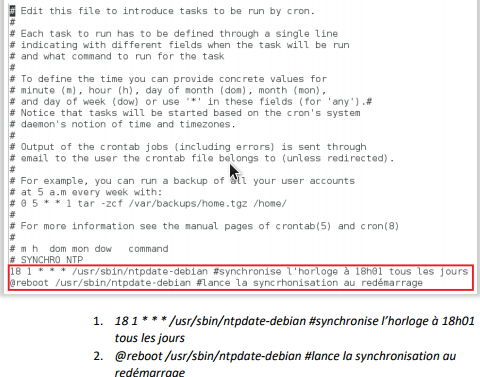 # Edit this file to introduce tasks to be run by cron.
#
# Each task to run has to be defined through a single line
# indicating with different fields when the task will be run
# and what command to run for the task
#
# To define the time you can provide concrete values for
# minute (m), hour (h), day of month (dom), month (mon),
# and day of week (dow) or use '*' in these fields (for 'any').#
# Notice that tasks will be started based on the cron's system
# daemon's notion of time and timezones.
#
# Output of the crontab jobs (including errors) is sent through
# email to the user the crontab file belongs to (unless redirected).
#
# For example, you can run a backup of all your user accounts
# at 5 a.m every week with:
# 0 5 * * 1 tar -zcf /var/backups/home.tgz /home/
#
# For more information see the manual pages of crontab(5) and cron(8)
#
# m h  dom mon dow   command
# SYNCHRO NTP
18 1 * * * /usr/sbin/ntpdate-debian #synchronise l'horloge à 18h01 tous les jours
@reboot /usr/sbin/ntpdate-debian #lance la syncrhonisation au redémarrage
1. 18 1 * * * /usr/sbin/ntpdate-debian #synchronise l’horloge à 18h01
tous les jours
2. @reboot /usr/sbin/ntpdate-debian #lance la synchronisation au
redémarrage